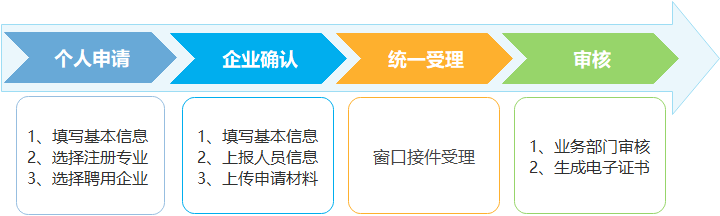 个人申请
企业确认
统一受理
审核
1、填写基本信息
2、选择注册专业
3、选择聘用企业
1、填写基本信息
2、上报人员信息
3、上传申请材料
窗口接件受理
1、业务部门审核
2、生成电子证书